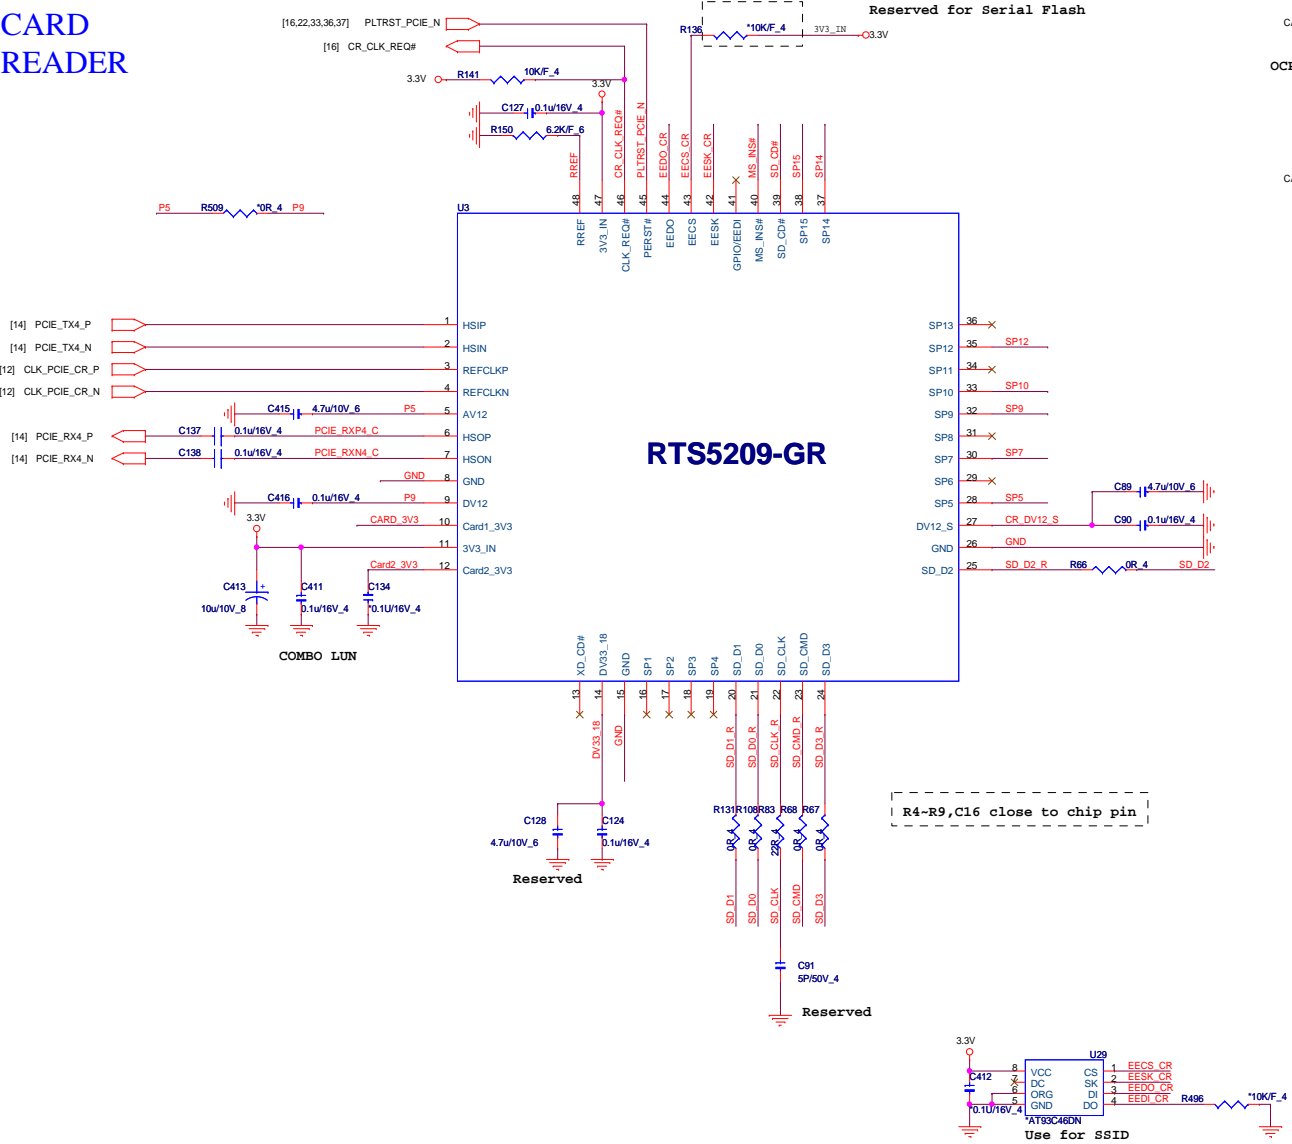 CARD
READER
[16,22,33,36,37] PLTRST_PCIE_N
[16] CR_CLK_REQ#
3.3V R141 10K/F_4
3.3V
C127 0.1u/16V_4
R150 6.2K/F_6
Reserved for Serial Flash
R136 *10K/F_4 3V3_IN 3.3V
CA
OCE
CA
RREF
CR_CLK_REQ#
PLTRST_PCIE_N
EEDO_CR
EECS_CR
EESK_CR
MS_INS#
SD_CD#
SP15
SP14
48 47 46 45 44 43 42 41 40 39 38 37
P5 R509 *0R_4 P9
U3
RREF
3V3_IN
CLK_REQ#
PERST#
EEDO
EECS
EESK
GPIO/EEDI
MS_INS#
SD_CD#
SP15
SP14
[14] PCIE_TX4_P 1 HSIP
[14] PCIE_TX4_N 2 HSIN
[12] CLK_PCIE_CR_P 3 REFCLKP
[12] CLK_PCIE_CR_N 4 REFCLKN
C415 4.7u/10V_6 P5 5 AV12
[14] PCIE_RX4_P C137 0.1u/16V_4 PCIE_RXP4_C 6 HSOP
[14] PCIE_RX4_N C138 0.1u/16V_4 PCIE_RXN4_C 7 HSON
GND 8 GND
C416 0.1u/16V_4 P9 9 DV12
CARD_3V3 10 Card1_3V3
3.3V
11 3V3_IN
Card2_3V3 12 Card2_3V3
C413 10u/10V_8
C411 0.1u/16V_4
C134 *0.1U/16V_4
COMBO LUN
RTS5209-GR
SP13 36
SP12 35 SP12
SP11 34
SP10 33 SP10
SP9 32 SP9
SP8 31
SP7 30 SP7
SP6 29
SP5 28 SP5
DV12_S 27 CR_DV12_S
GND 26 GND
SD_D2 25 SD_D2_R R66 0R_4 SD_D2
C89 4.7u/10V_6
C90 0.1u/16V_4
XD_CD#
DV33_18
GND
SP1
SP2
SP3
SP4
SD_D1
SD_D0
SD_CLK
SD_CMD
SD_D3
13 14 15 16 17 18 19 20 21 22 23 24
DV33_18
GND
SD_D1_R
SD_D0_R
SD_CLK_R
SD_CMD_R
SD_D3_R
R131 R108 R83 R68 R67
0R_4 0R_4 22R_4 0R_4 0R_4
C128 4.7u/10V_6
C124 0.1u/16V_4
Reserved
SD_D1
SD_D0
SD_CLK
SD_CMD
SD_D3
R4~R9,C16 close to chip pin
C91
5P/50V_4
Reserved
3.3V
C412
*0.1U/16V_4
U29
8 VCC CS 1 EECS_CR
7 DC SK 2 EESK_CR
6 ORG DI 3 EEDO_CR
5 GND DO 4 EEDI_CR R496 *10K/F_4
*AT93C46DN
Use for SSID